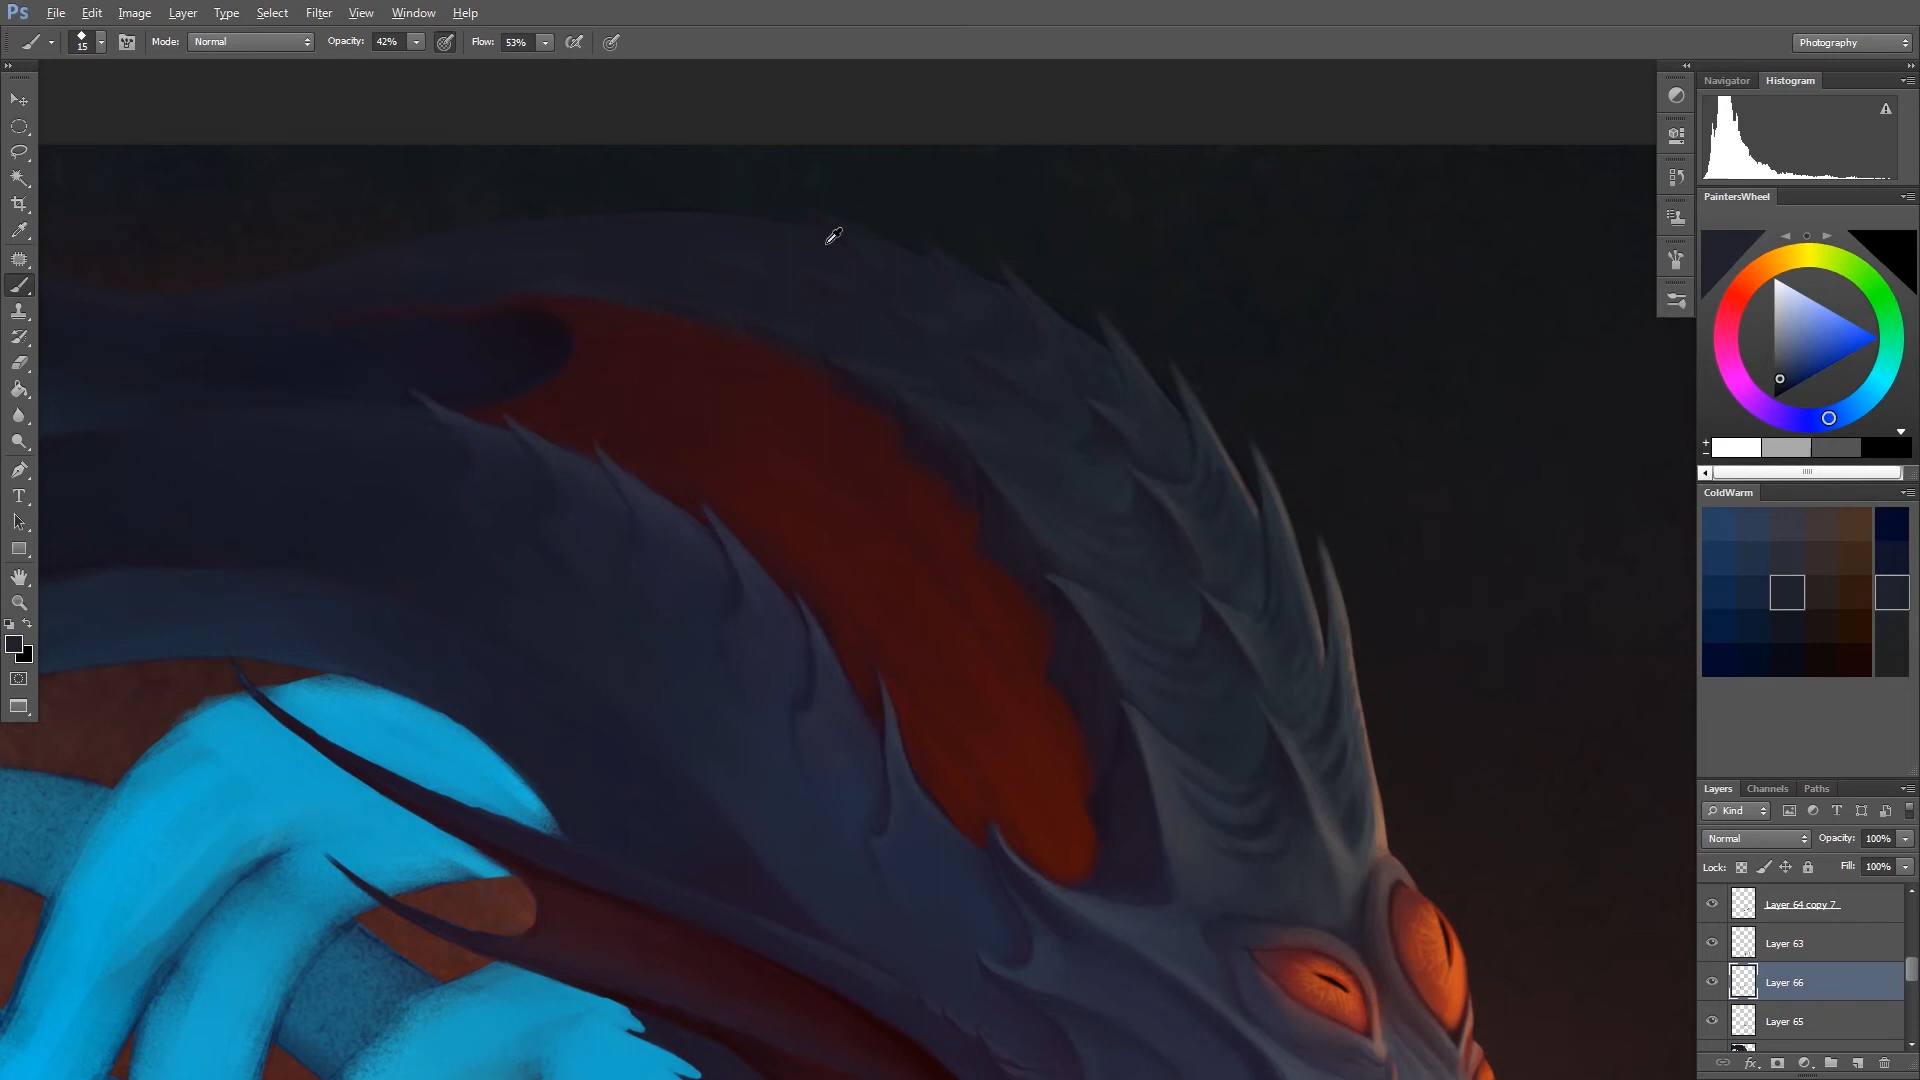 Ps File Edit Image Layer Type Select Filter View Window Help
15 Mode: Normal Opacity: 42% Flow: 53% Photography
Navigator Histogram
PaintersWheel
ColdWarm
Layers Channels Paths
Kind
Normal Opacity: 100%
Lock: Fill: 100%
Layer 64 copy 7
Layer 63
Layer 66
Layer 65